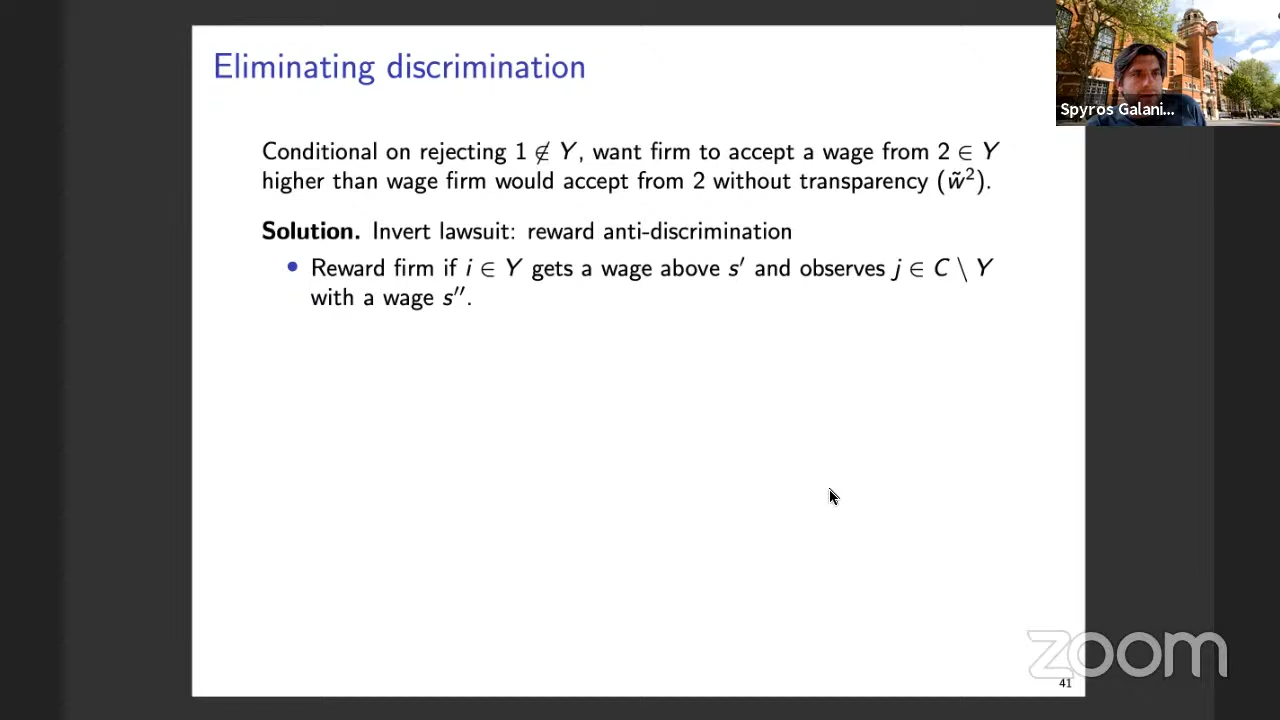 Eliminating discrimination
Spyros Galani...
Conditional on rejecting 1 ∉ Y, want firm to accept a wage from 2 ∈ Y
higher than wage firm would accept from 2 without transparency (w̃²).
Solution. Invert lawsuit: reward anti-discrimination
• Reward firm if i ∈ Y gets a wage above s′ and observes j ∈ C \ Y
with a wage s″.
zoom
41